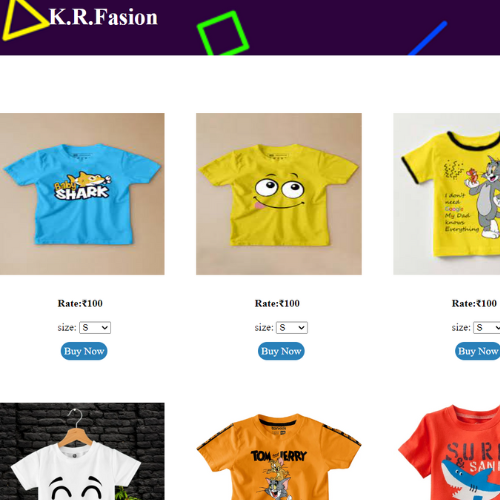 K.R.Fasion
Baby
SHARK
I don't
need
Google
My Dad
knows
Everything
Rate:₹100
Rate:₹100
Rate:₹100
size: S
size: S
size: S
Buy Now
Buy Now
Buy Now
TOM AND JERRY
SURF
& SAN